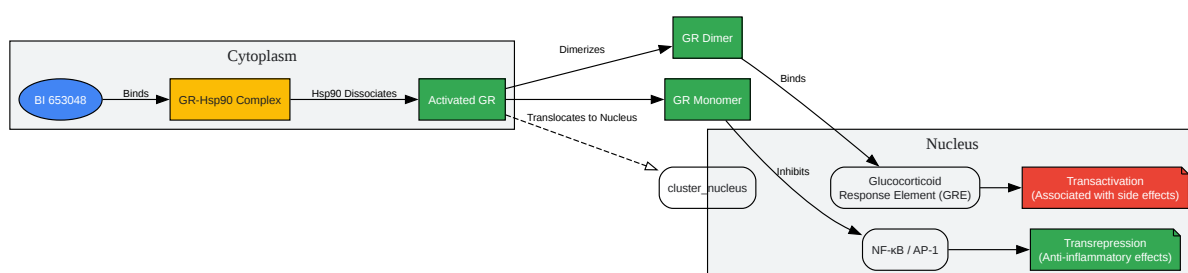 Cytoplasm
BI 653048
Binds
GR-Hsp90 Complex
Hsp90 Dissociates
Activated GR
Dimerizes
GR Dimer
GR Monomer
Translocates to Nucleus
cluster_nucleus
Binds
Inhibits
Nucleus
Glucocorticoid
Response Element (GRE)
Transactivation
(Associated with side effects)
NF-κB / AP-1
Transrepression
(Anti-inflammatory effects)